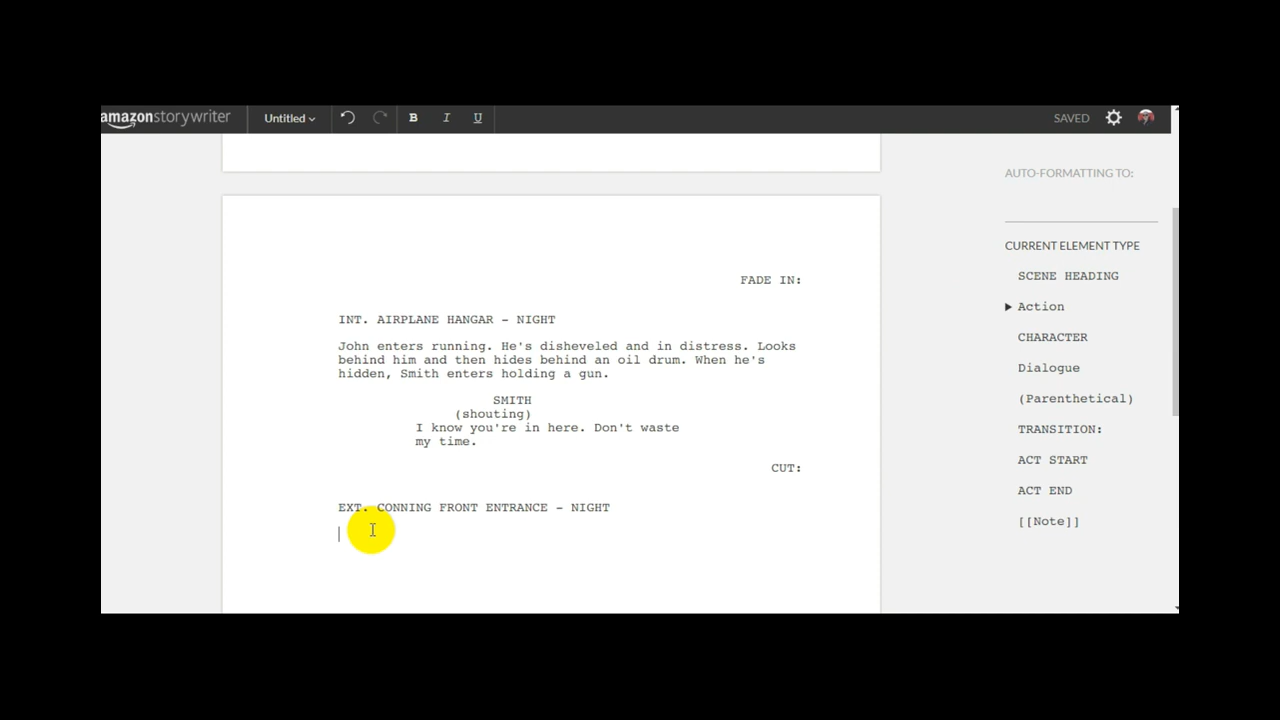 amazonstorywriter Untitled B I U SAVED
AUTO-FORMATTING TO:
CURRENT ELEMENT TYPE
SCENE HEADING
Action
CHARACTER
Dialogue
(Parenthetical)
TRANSITION:
ACT START
ACT END
[[Note]]
FADE IN:
INT. AIRPLANE HANGAR - NIGHT
John enters running. He's disheveled and in distress. Looks
behind him and then hides behind an oil drum. When he's
hidden, Smith enters holding a gun.
SMITH
(shouting)
I know you're in here. Don't waste
my time.
CUT:
EXT. CONNING FRONT ENTRANCE - NIGHT